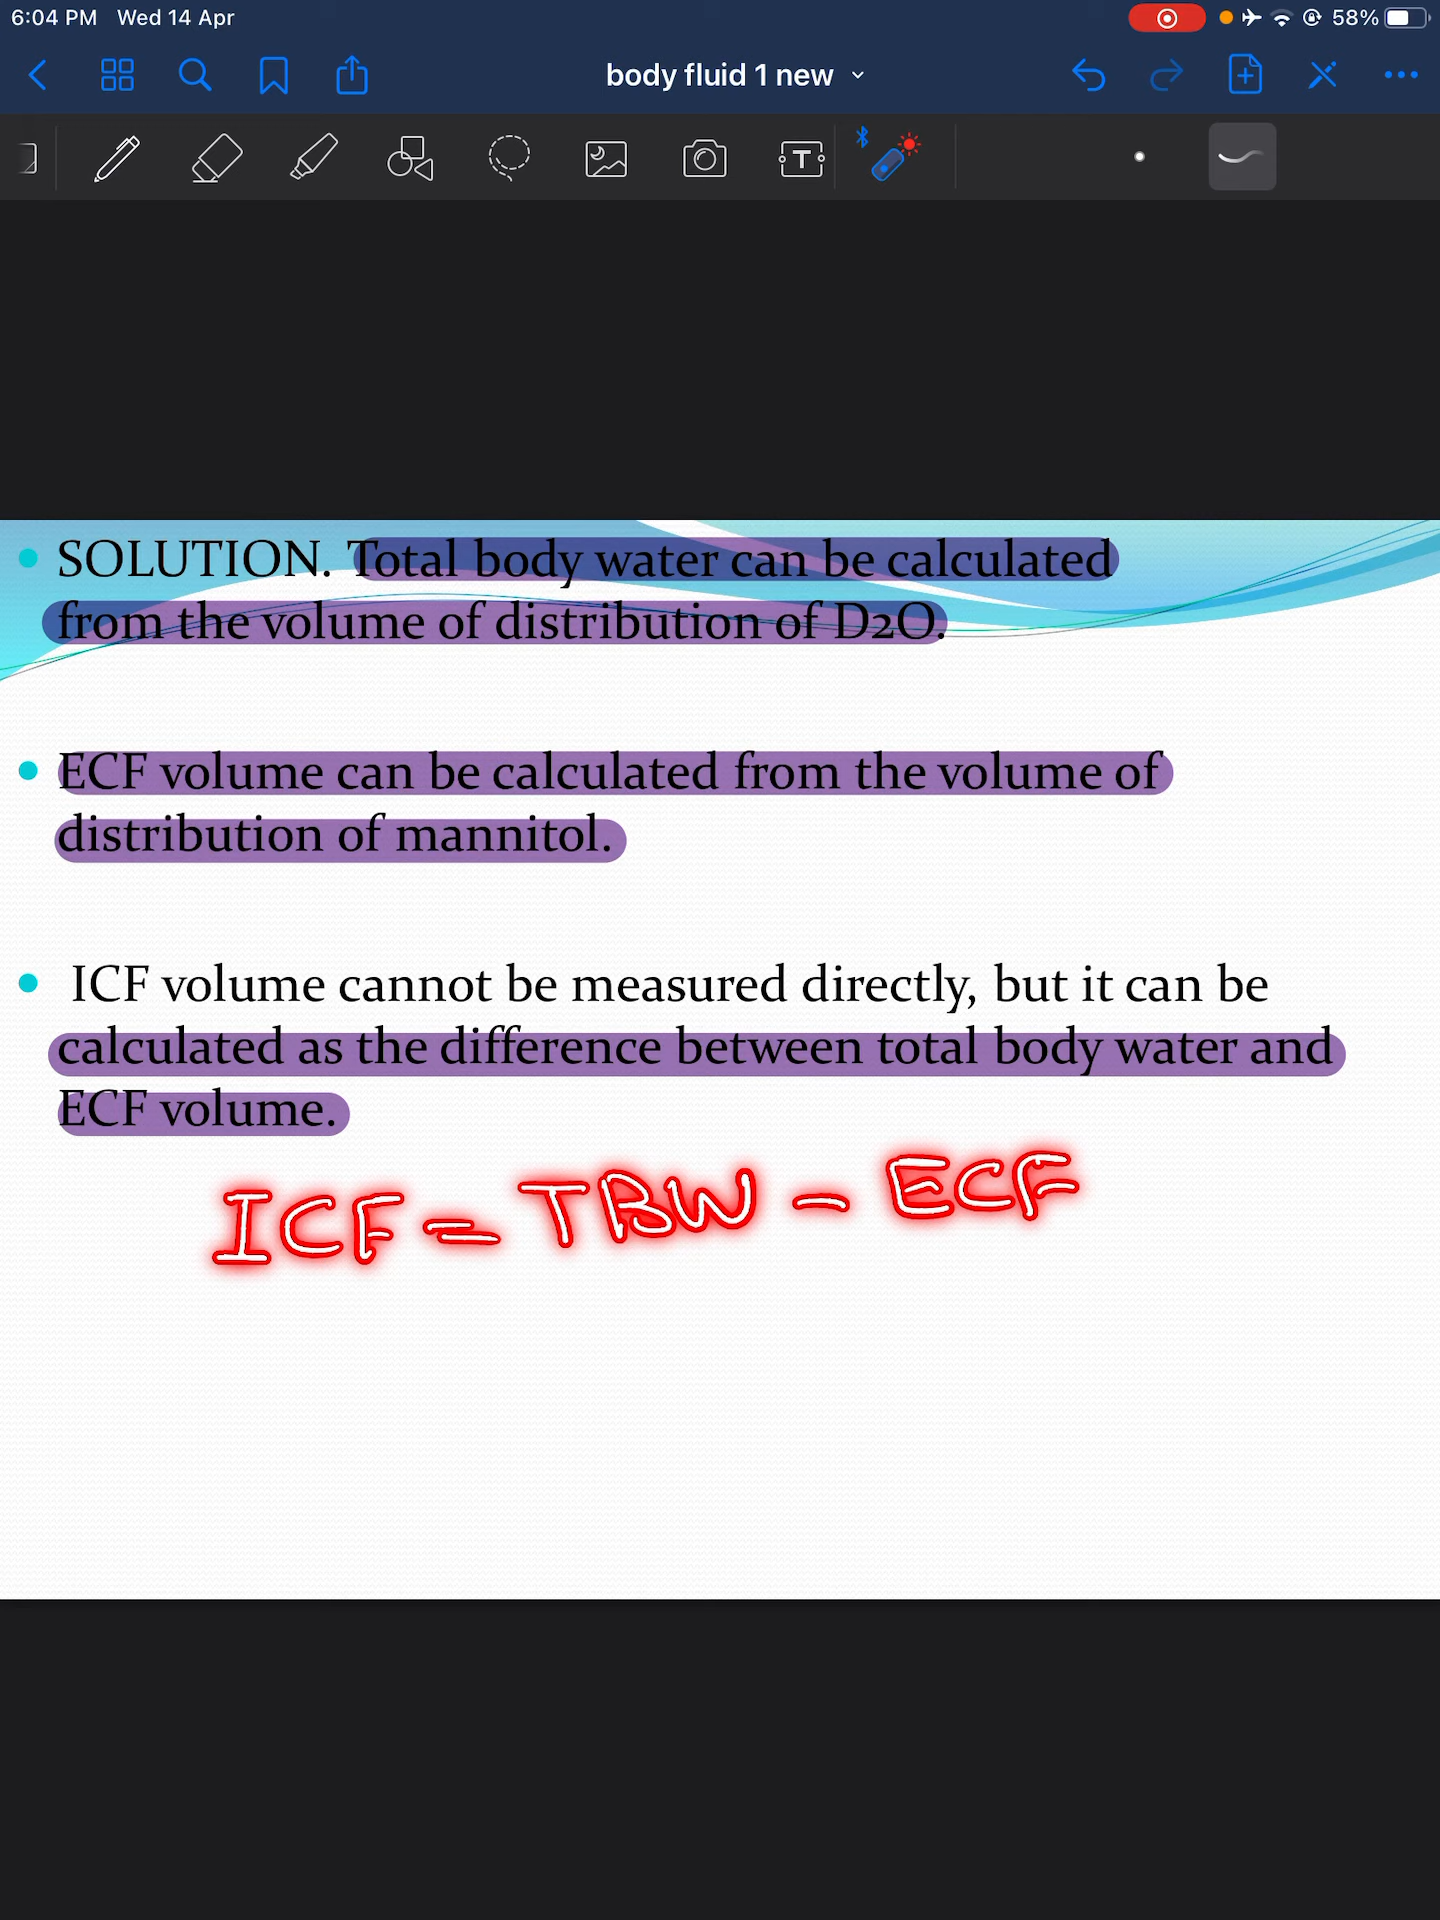 6:04 PM Wed 14 Apr
58%
body fluid 1 new
T
SOLUTION. Total body water can be calculated
from the volume of distribution of D2O.
ECF volume can be calculated from the volume of
distribution of mannitol.
ICF volume cannot be measured directly, but it can be
calculated as the difference between total body water and
ECF volume.
ICF = TBW - ECF